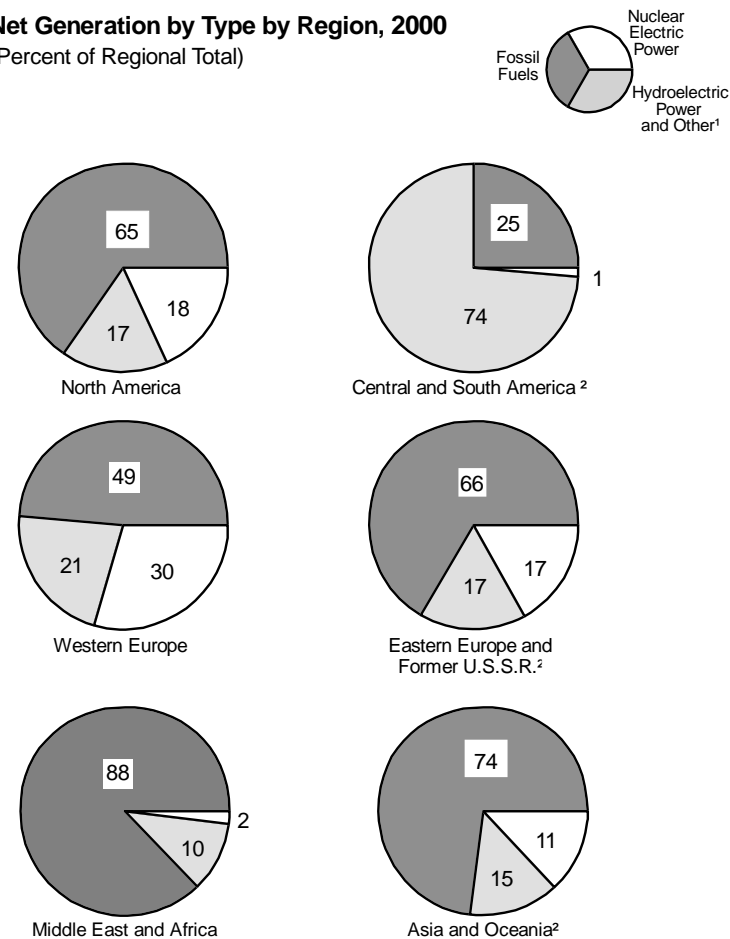 Net Generation by Type by Region, 2000
(Percent of Regional Total)
Nuclear
Electric
Power
Fossil
Fuels
Hydroelectric
Power
and Other¹
65
18
17
North America
25
1
74
Central and South America ²
49
21
30
Western Europe
66
17
17
Eastern Europe and
Former U.S.S.R.²
88
2
10
Middle East and Africa
74
11
15
Asia and Oceania²